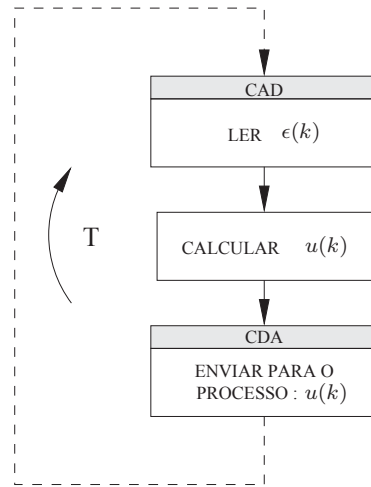 CAD
LER ϵ(k)
T
CALCULAR u(k)
CDA
ENVIAR PARA O
PROCESSO : u(k)